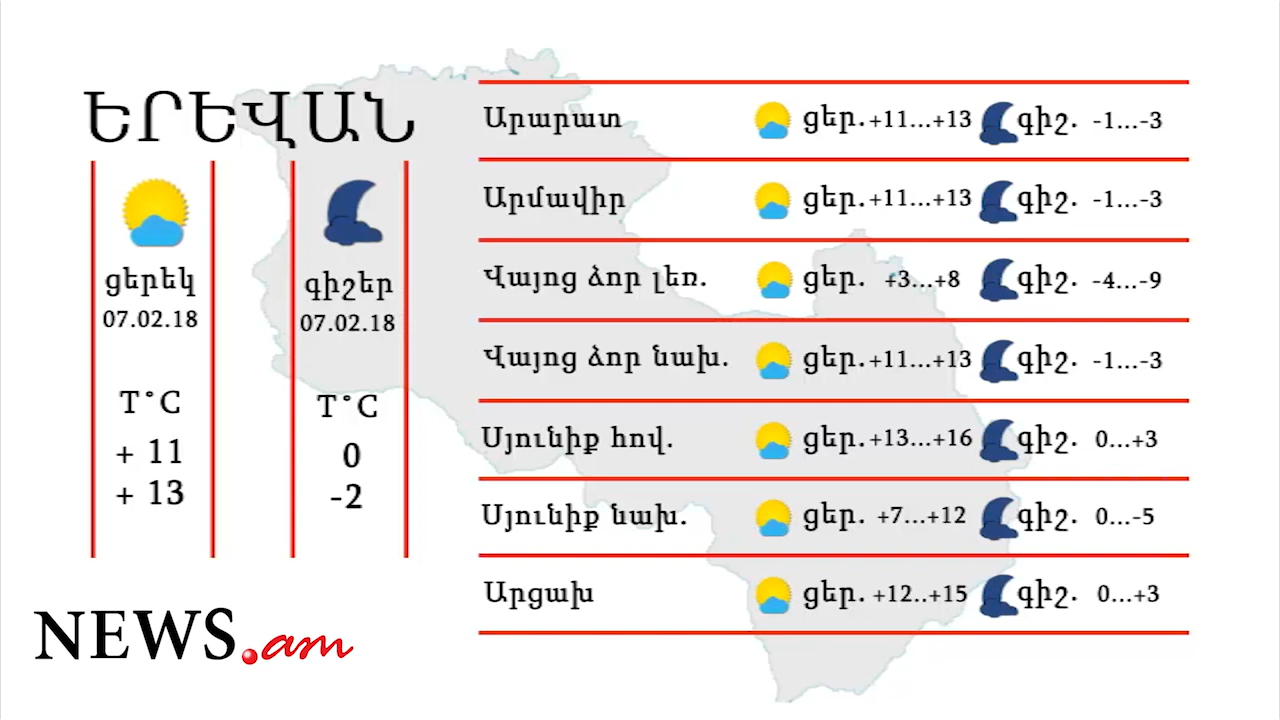 ԵՐԵՎԱՆ
ցերեկ
07.02.18
T°C
+ 11
+ 13
գիշեր
07.02.18
T°C
0
-2
Արարատ ցեր.+11...+13 գիշ. -1...-3
Արմավիր ցեր.+11...+13 գիշ. -1...-3
Վայոց ձոր լեռ. ցեր. +3...+8 գիշ. -4...-9
Վայոց ձոր նախ. ցեր.+11...+13 գիշ. -1...-3
Սյունիք հով. ցեր.+13...+16 գիշ. 0...+3
Սյունիք նախ. ցեր. +7...+12 գիշ. 0...-5
Արցախ ցեր. +12..+15 գիշ. 0...+3
NEWS.am